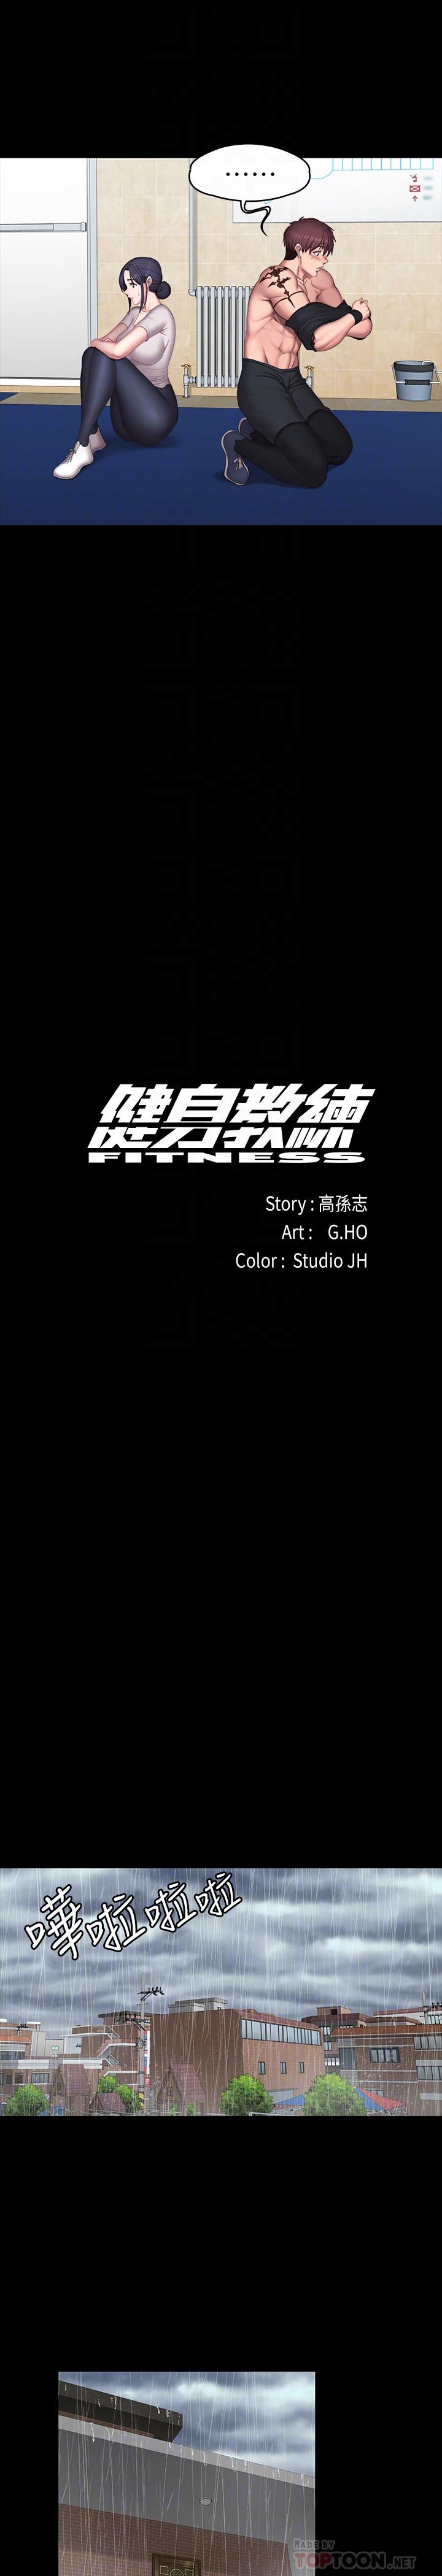 ......
健身教練
FITNESS
Story : 高孫志
Art : G.HO
Color : Studio JH
嘩啦啦啦
MADE BY
TOPTOON.NET